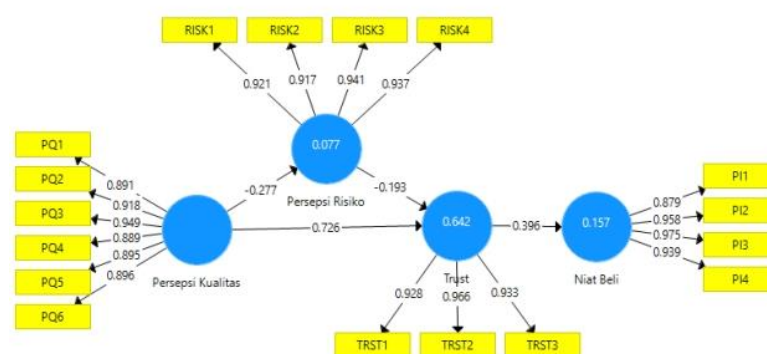 RISK1 RISK2 RISK3 RISK4
0.921 0.917 0.941 0.937
0.077
Persepsi Risiko
PQ1
PQ2
PQ3
PQ4
PQ5
PQ6
0.891
0.918
0.949
0.889
0.895
0.896
Persepsi Kualitas
-0.277
-0.193
0.726
0.642
Trust
0.396
0.157
Niat Beli
0.879
0.958
0.975
0.939
PI1
PI2
PI3
PI4
0.928 0.966 0.933
TRST1 TRST2 TRST3